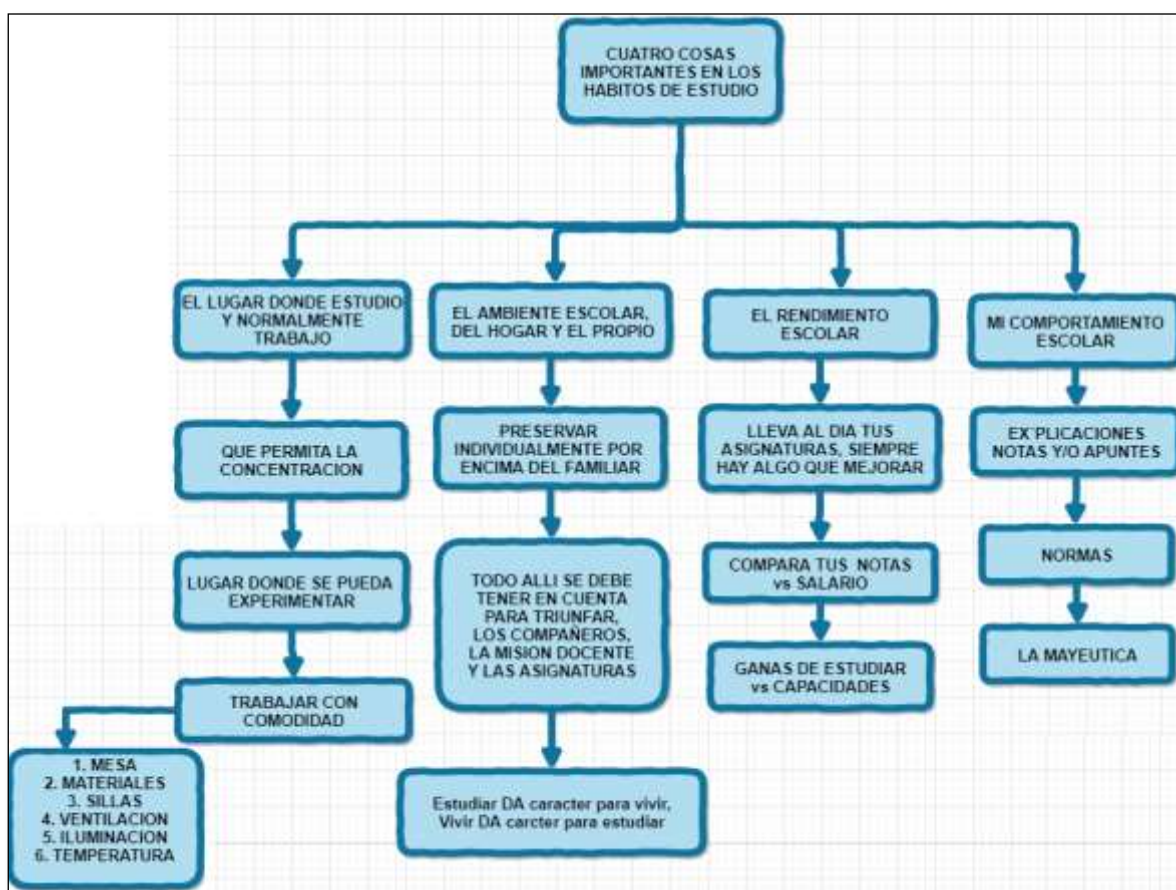 CUATRO COSAS
IMPORTANTES EN LOS
HABITOS DE ESTUDIO
EL LUGAR DONDE ESTUDIO
Y NORMALMENTE
TRABAJO
QUE PERMITA LA
CONCENTRACION
LUGAR DONDE SE PUEDA
EXPERIMENTAR
TRABAJAR CON
COMODIDAD
1. MESA
2. MATERIALES
3. SILLAS
4. VENTILACION
5. ILUMINACION
6. TEMPERATURA
EL AMBIENTE ESCOLAR,
DEL HOGAR Y EL PROPIO
PRESERVAR
INDIVIDUALMENTE POR
ENCIMA DEL FAMILIAR
TODO ALLI SE DEBE
TENER EN CUENTA
PARA TRIUNFAR,
LOS COMPAÑEROS,
LA MISION DOCENTE
Y LAS ASIGNATURAS
Estudiar DA caracter para vivir,
Vivir DA carcter para estudiar
EL RENDIMIENTO
ESCOLAR
LLEVA AL DIA TUS
ASIGNATURAS, SIEMPRE
HAY ALGO QUE MEJORAR
COMPARA TUS NOTAS
vs SALARIO
GANAS DE ESTUDIAR
vs CAPACIDADES
MI COMPORTAMIENTO
ESCOLAR
EX'PLICACIONES
NOTAS Y/O APUNTES
NORMAS
LA MAYEUTICA